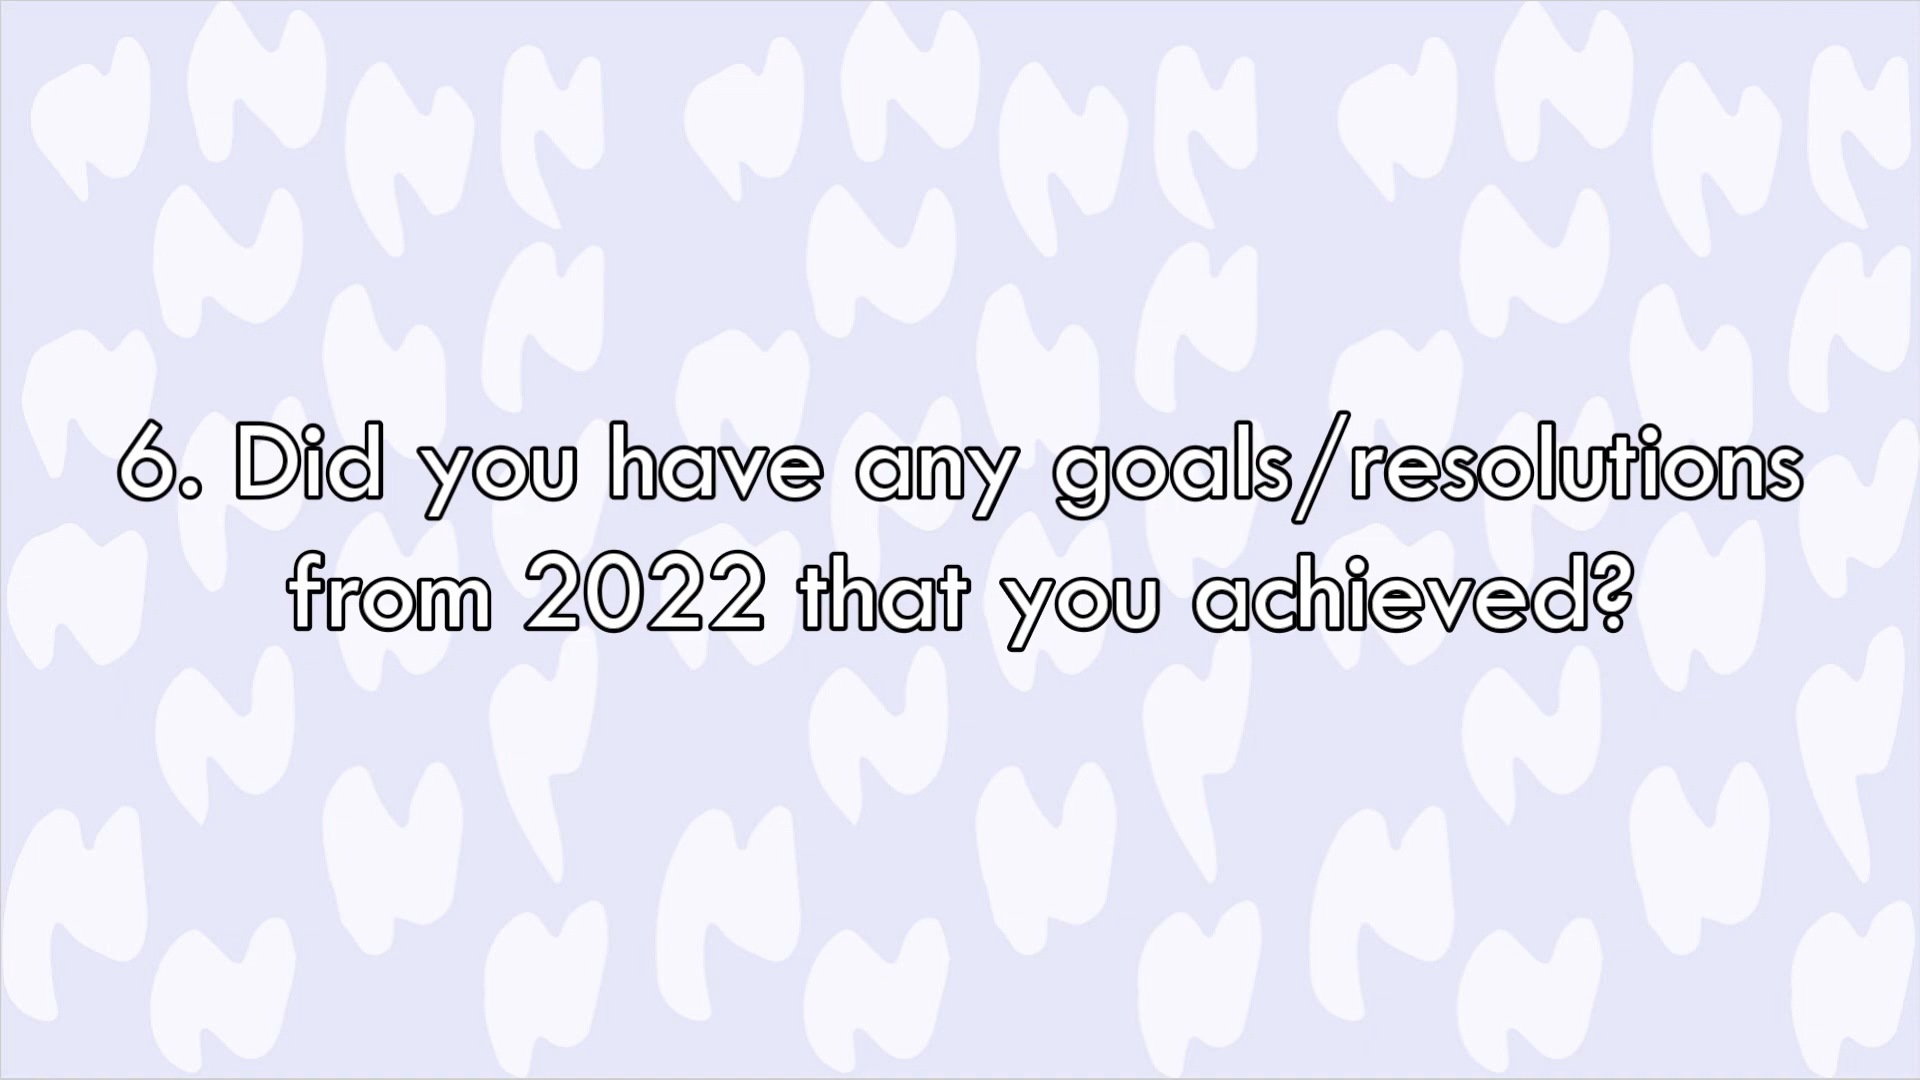 6. Did you have any goals/resolutions
from 2022 that you achieved?